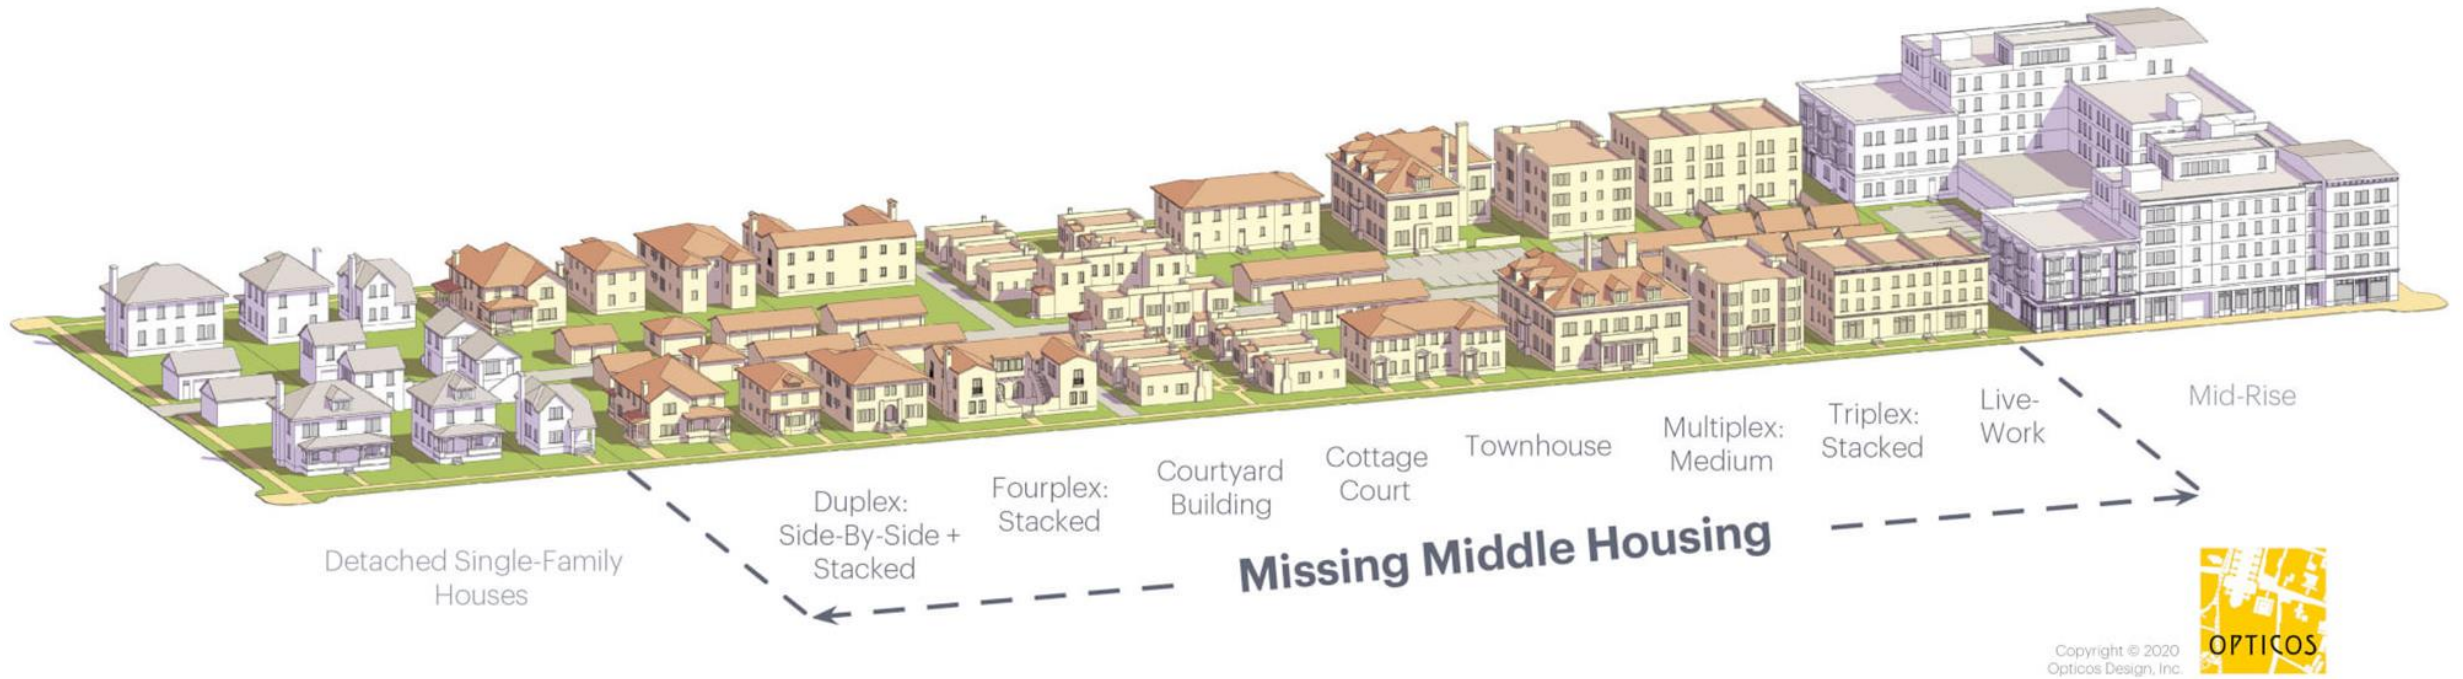 Detached Single-Family
Houses
Duplex:
Side-By-Side +
Stacked
Fourplex:
Stacked
Courtyard
Building
Cottage
Court
Townhouse
Multiplex:
Medium
Triplex:
Stacked
Live-
Work
Mid-Rise
Missing Middle Housing
Copyright © 2020
Opticos Design, Inc.
OPTICOS